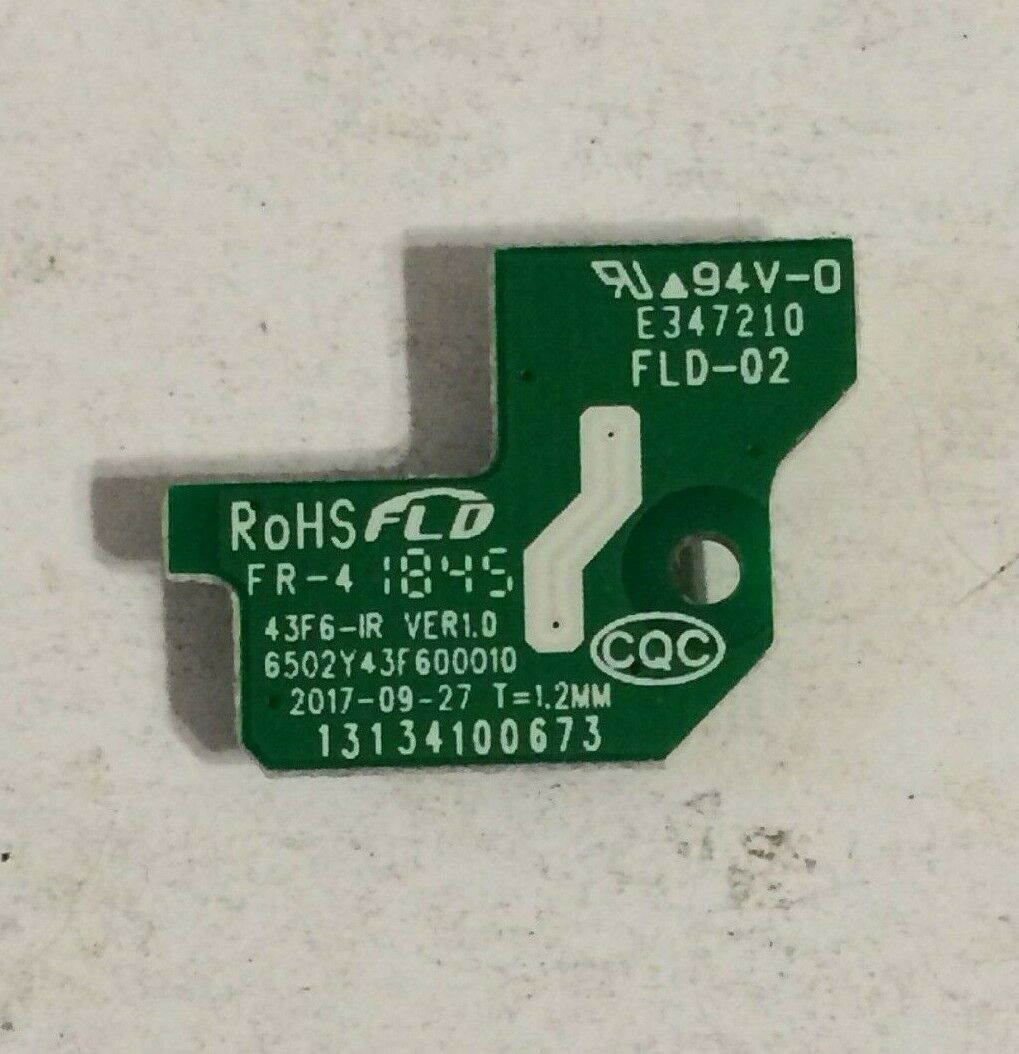 ▲94V-0
E347210
FLD-02
RoHS FLD
FR-4 1845
43F6-IR VER1.0
CQC
6502Y43F600010
2017-09-27 T=1.2MM
13134100673